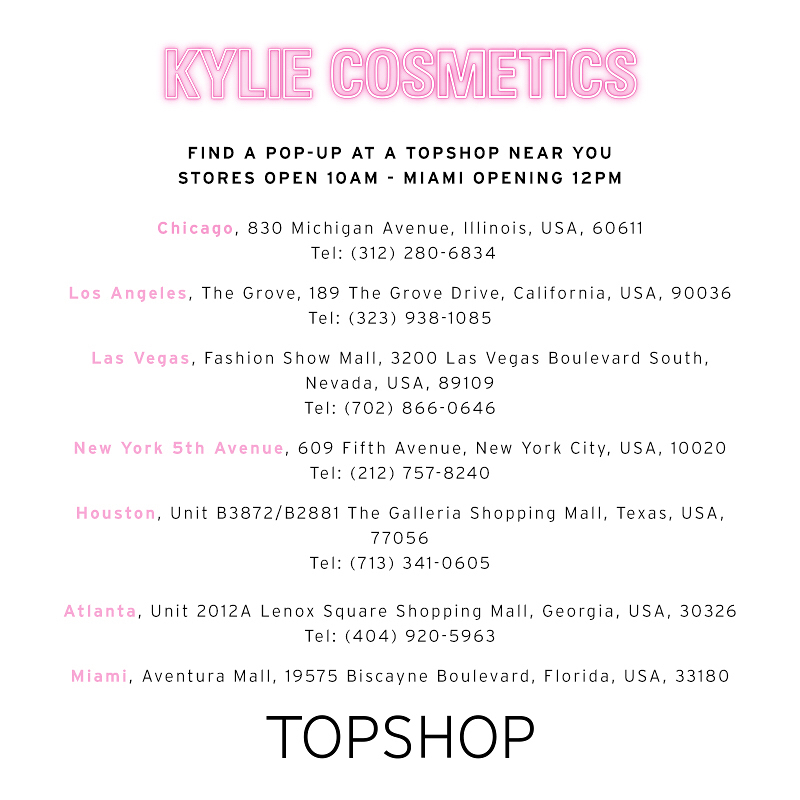 KYLIE COSMETICS
FIND A POP-UP AT A TOPSHOP NEAR YOU
STORES OPEN 10AM - MIAMI OPENING 12PM
Chicago, 830 Michigan Avenue, Illinois, USA, 60611
Tel: (312) 280-6834
Los Angeles, The Grove, 189 The Grove Drive, California, USA, 90036
Tel: (323) 938-1085
Las Vegas, Fashion Show Mall, 3200 Las Vegas Boulevard South,
Nevada, USA, 89109
Tel: (702) 866-0646
New York 5th Avenue, 609 Fifth Avenue, New York City, USA, 10020
Tel: (212) 757-8240
Houston, Unit B3872/B2881 The Galleria Shopping Mall, Texas, USA,
77056
Tel: (713) 341-0605
Atlanta, Unit 2012A Lenox Square Shopping Mall, Georgia, USA, 30326
Tel: (404) 920-5963
Miami, Aventura Mall, 19575 Biscayne Boulevard, Florida, USA, 33180
TOPSHOP